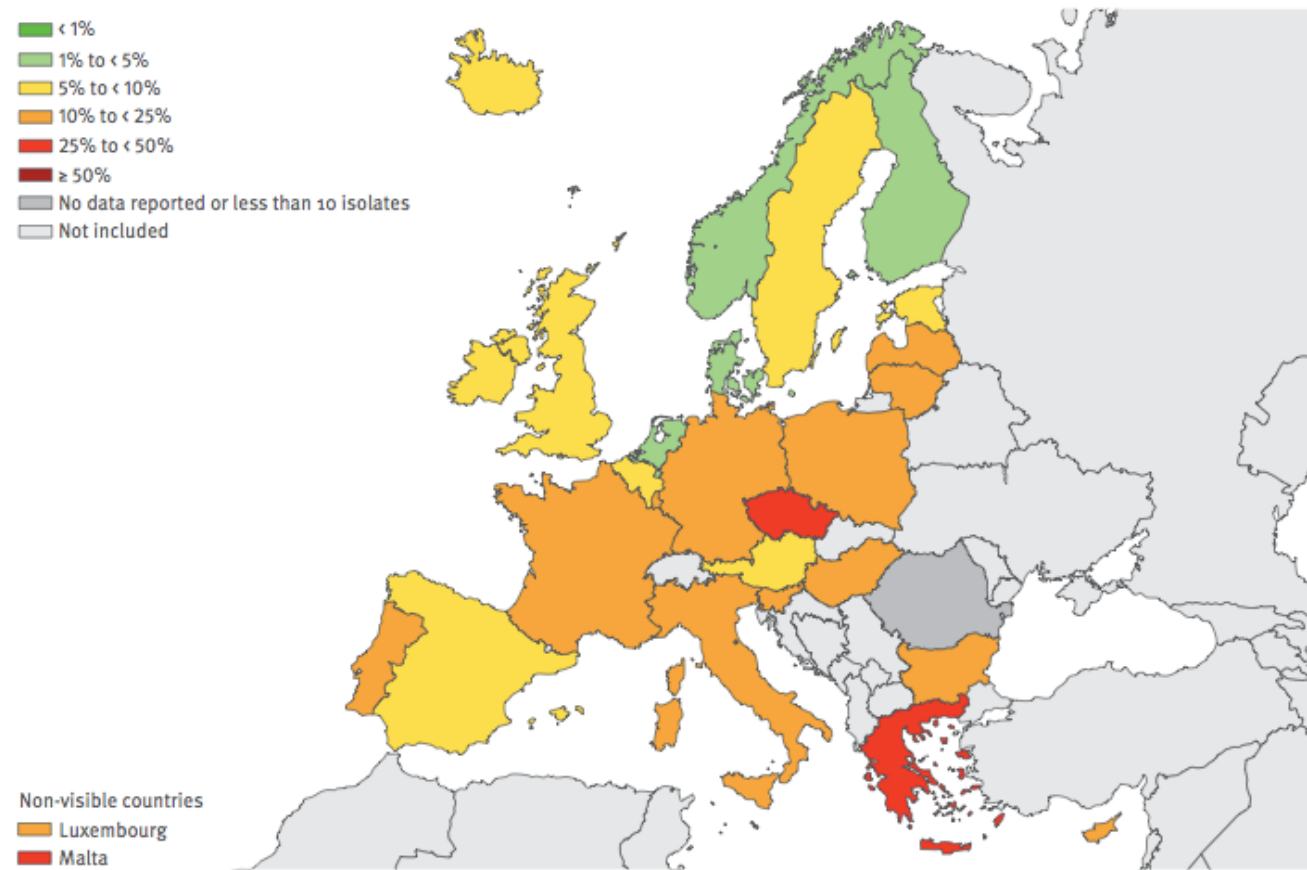 < 1%
1% to < 5%
5% to < 10%
10% to < 25%
25% to < 50%
≥ 50%
No data reported or less than 10 isolates
Not included
Non-visible countries
Luxembourg
Malta